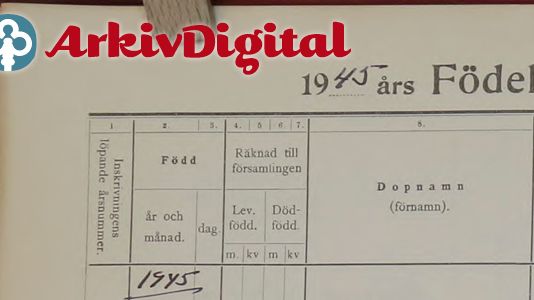 ArkivDigital
1945 års Födel
1. 2. 3. 4. 5 6 7. 8.
Inskrivningens
löpande årsnummer.
Född
år och
månad.
dag.
Räknad till
församlingen
Lev.
född.
Död-
född.
m. kv m kv
Dopnamn
(förnamn).
1945